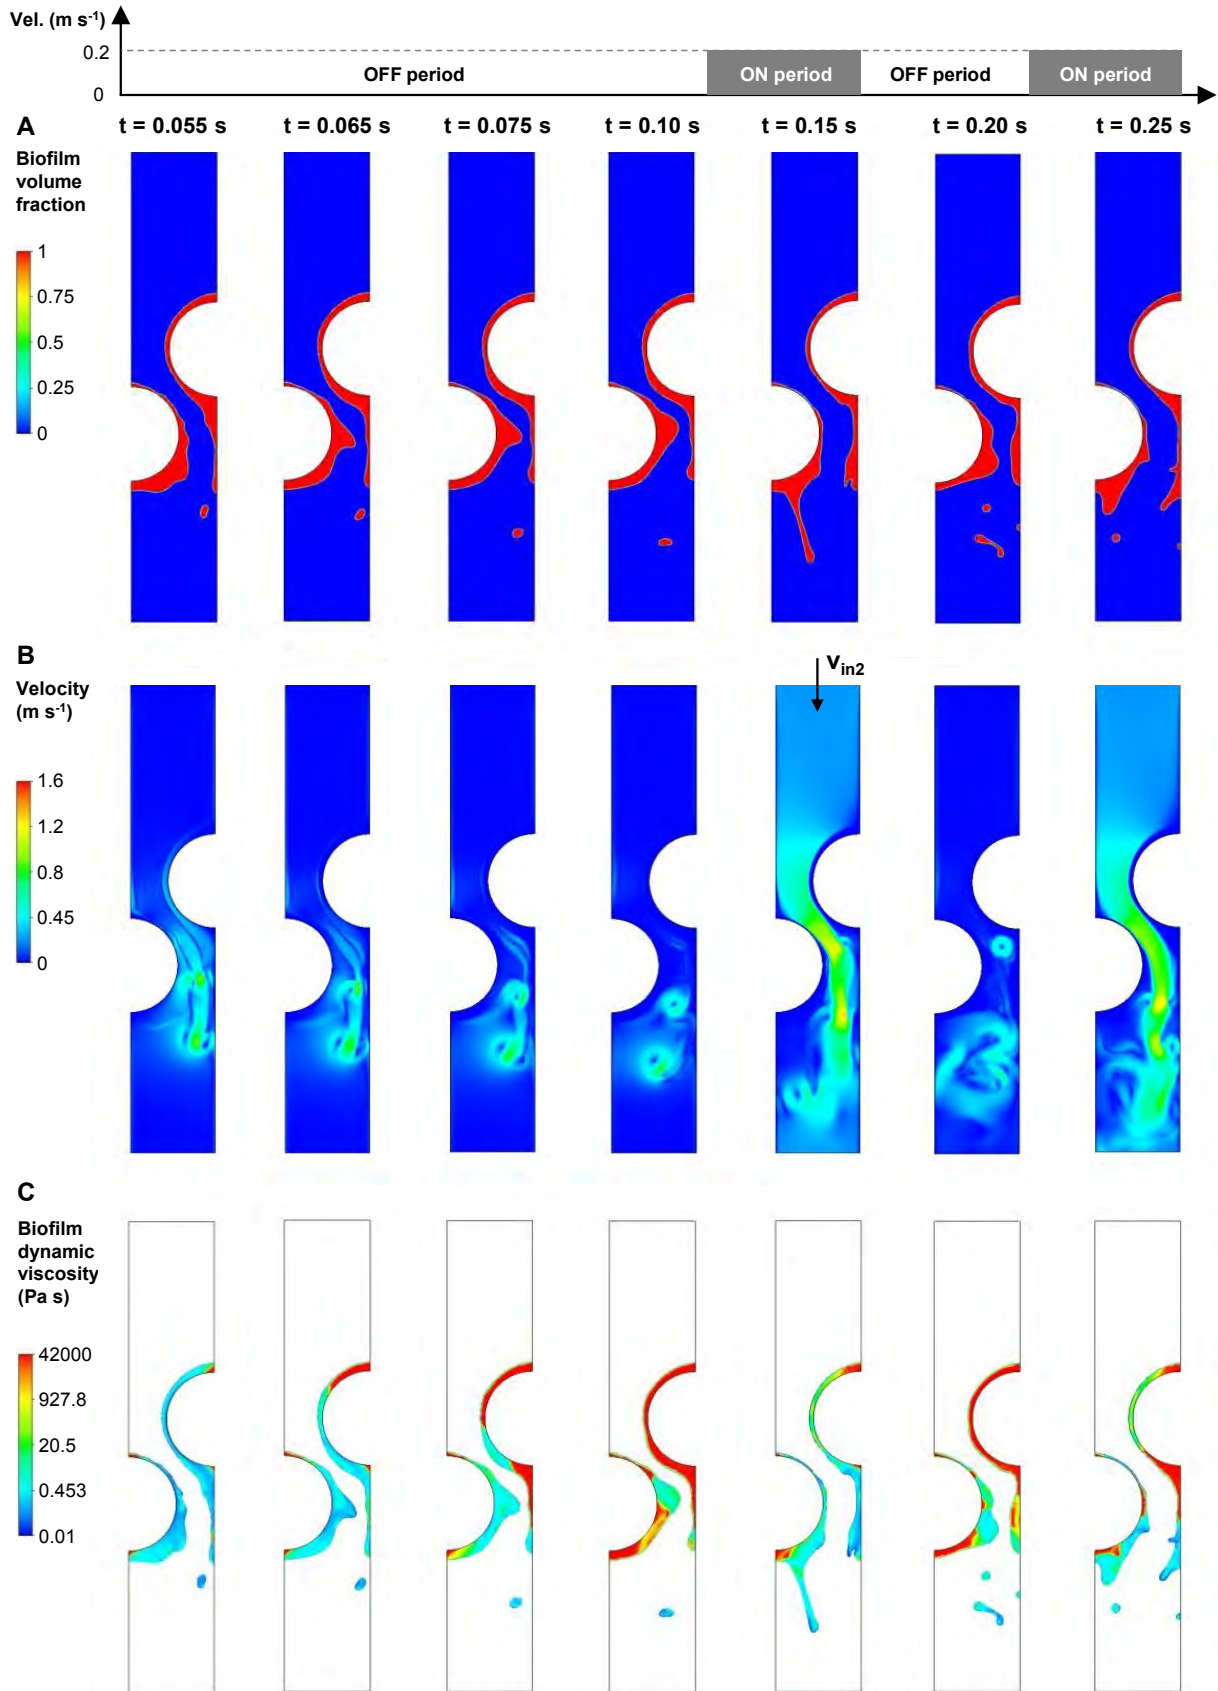 Vel. (m s-1)
0.2
OFF period
ON period
OFF period
ON period
0
A
t = 0.055 s
t = 0.065 s
t = 0.075 s
t = 0.10 s
t = 0.15 s
t = 0.20 s
t = 0.25 s
Biofilm
volume
fraction
1
0.75
0.5
0.25
0
B
Velocity
(m s-1)
vin2
1.6
1.2
0.8
0.45
0
C
Biofilm
dynamic
viscosity
(Pa s)
42000
927.8
20.5
0.453
0.01